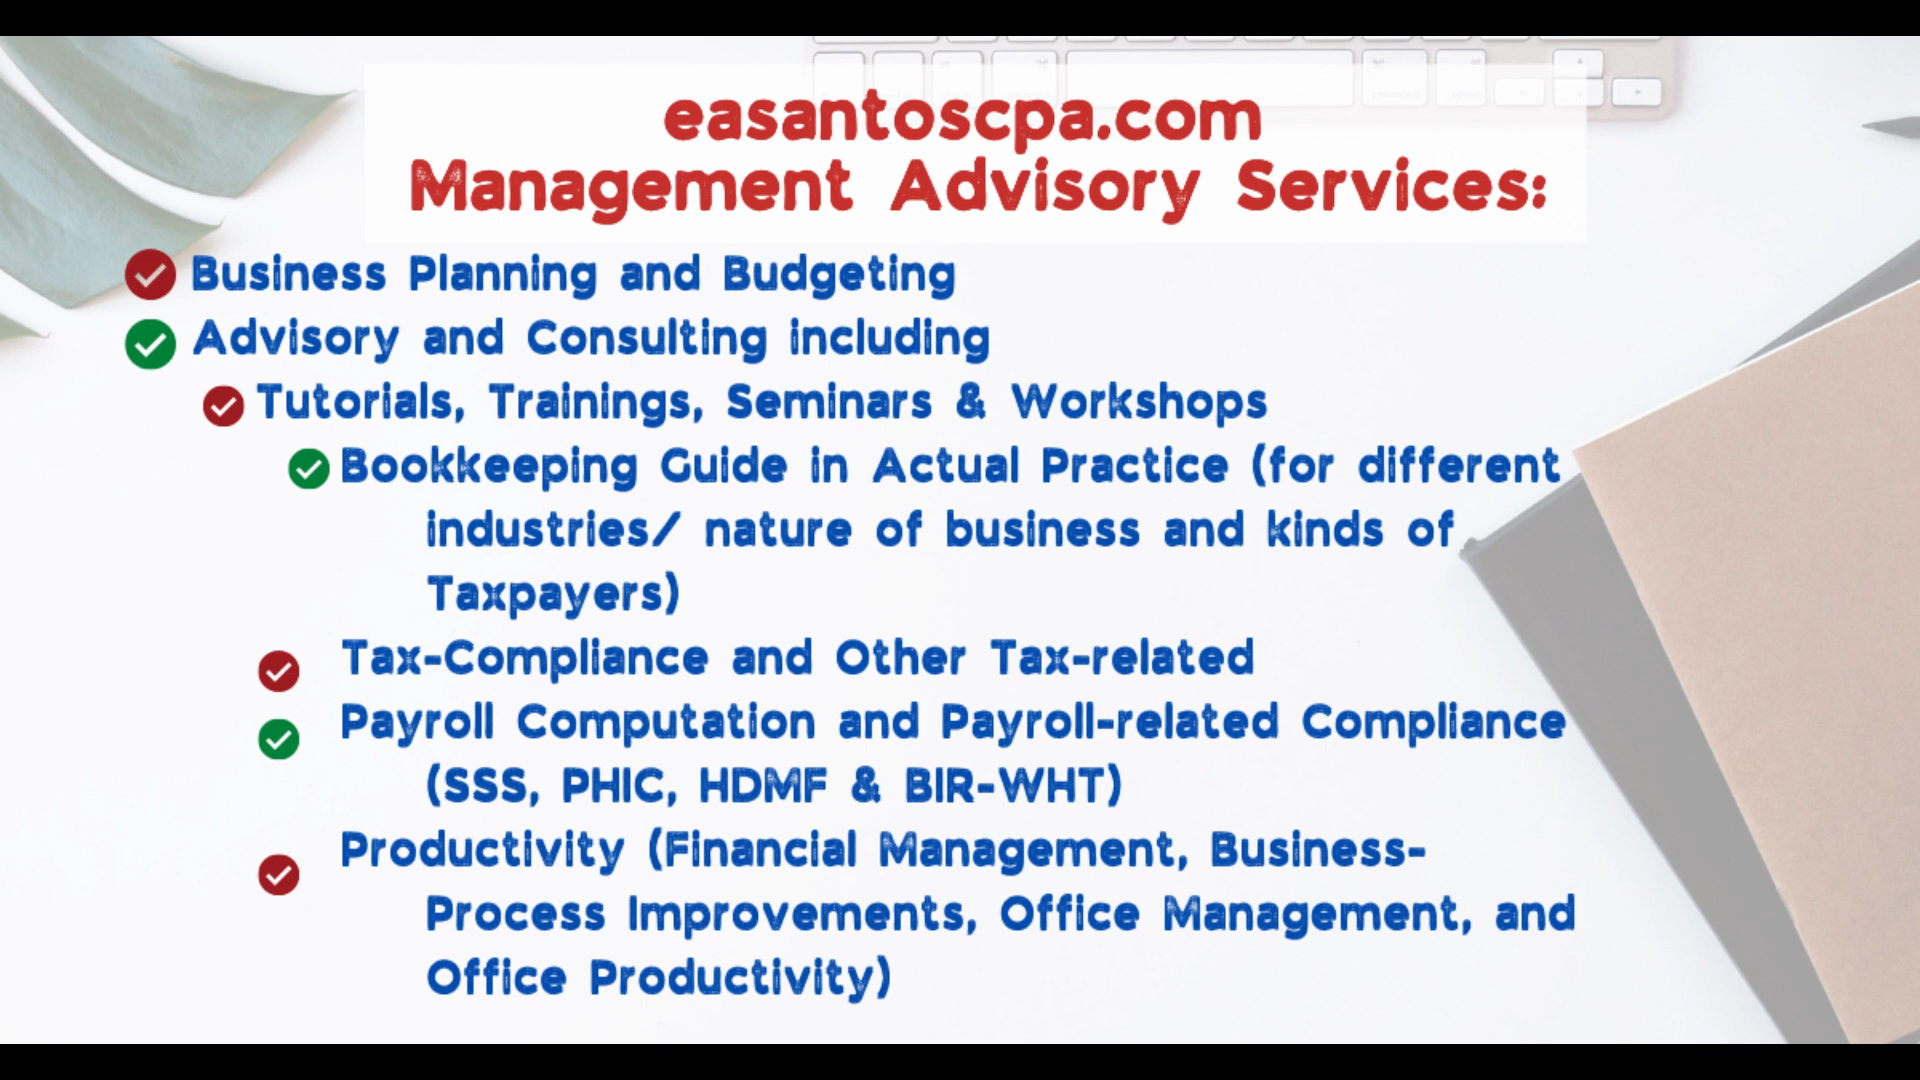 easantoscpa.com
Management Advisory Services:
Business Planning and Budgeting
Advisory and Consulting including
Tutorials, Trainings, Seminars & Workshops
Bookkeeping Guide in Actual Practice (for different
industries/ nature of business and kinds of
Taxpayers)
Tax-Compliance and Other Tax-related
Payroll Computation and Payroll-related Compliance
(SSS, PHIC, HDMF & BIR-WHT)
Productivity (Financial Management, Business-
Process Improvements, Office Management, and
Office Productivity)